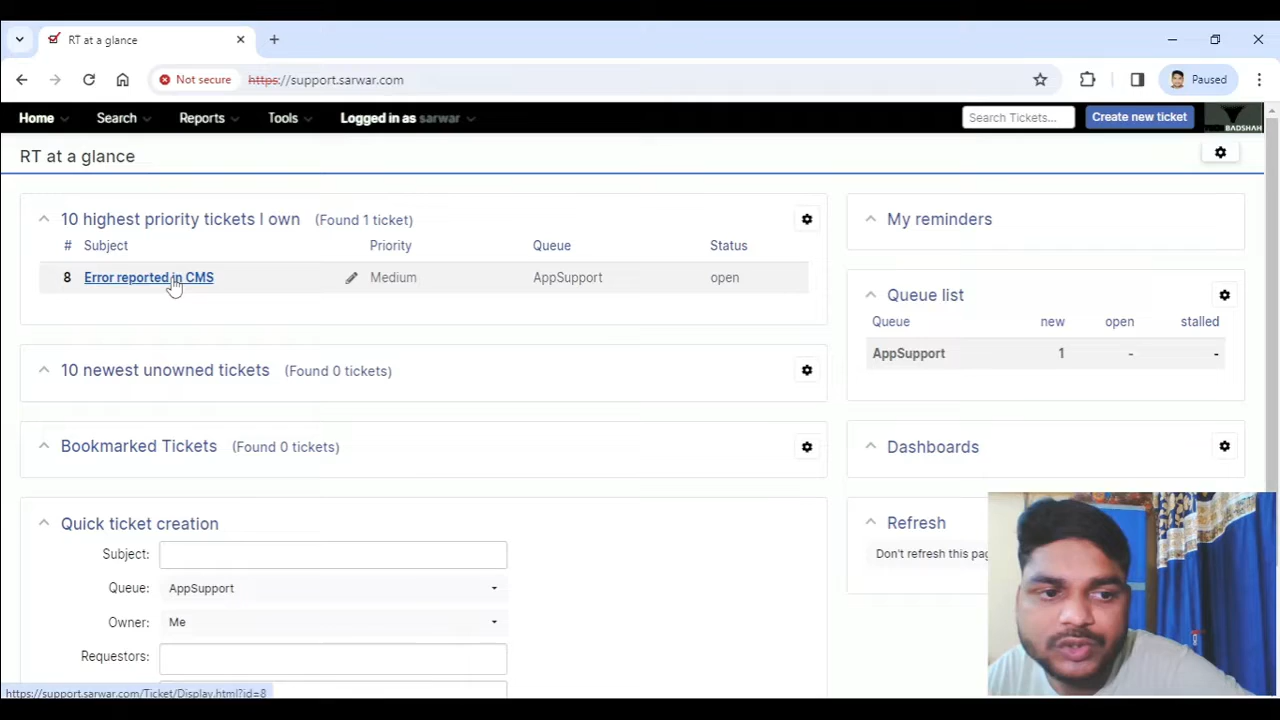 RT at a glance
Not secure https://support.sarwar.com Paused
Home Search Reports Tools Logged in as sarwar Search Tickets... Create new ticket BADSHAH
RT at a glance
10 highest priority tickets I own (Found 1 ticket)
# Subject Priority Queue Status
8 Error reported in CMS Medium AppSupport open
10 newest unowned tickets (Found 0 tickets)
Bookmarked Tickets (Found 0 tickets)
Quick ticket creation
Subject:
Queue: AppSupport
Owner: Me
Requestors:
My reminders
Queue list
Queue new open stalled
AppSupport 1 - -
Dashboards
Refresh
Don't refresh this pag
https://support.sarwar.com/Ticket/Display.html?id=8